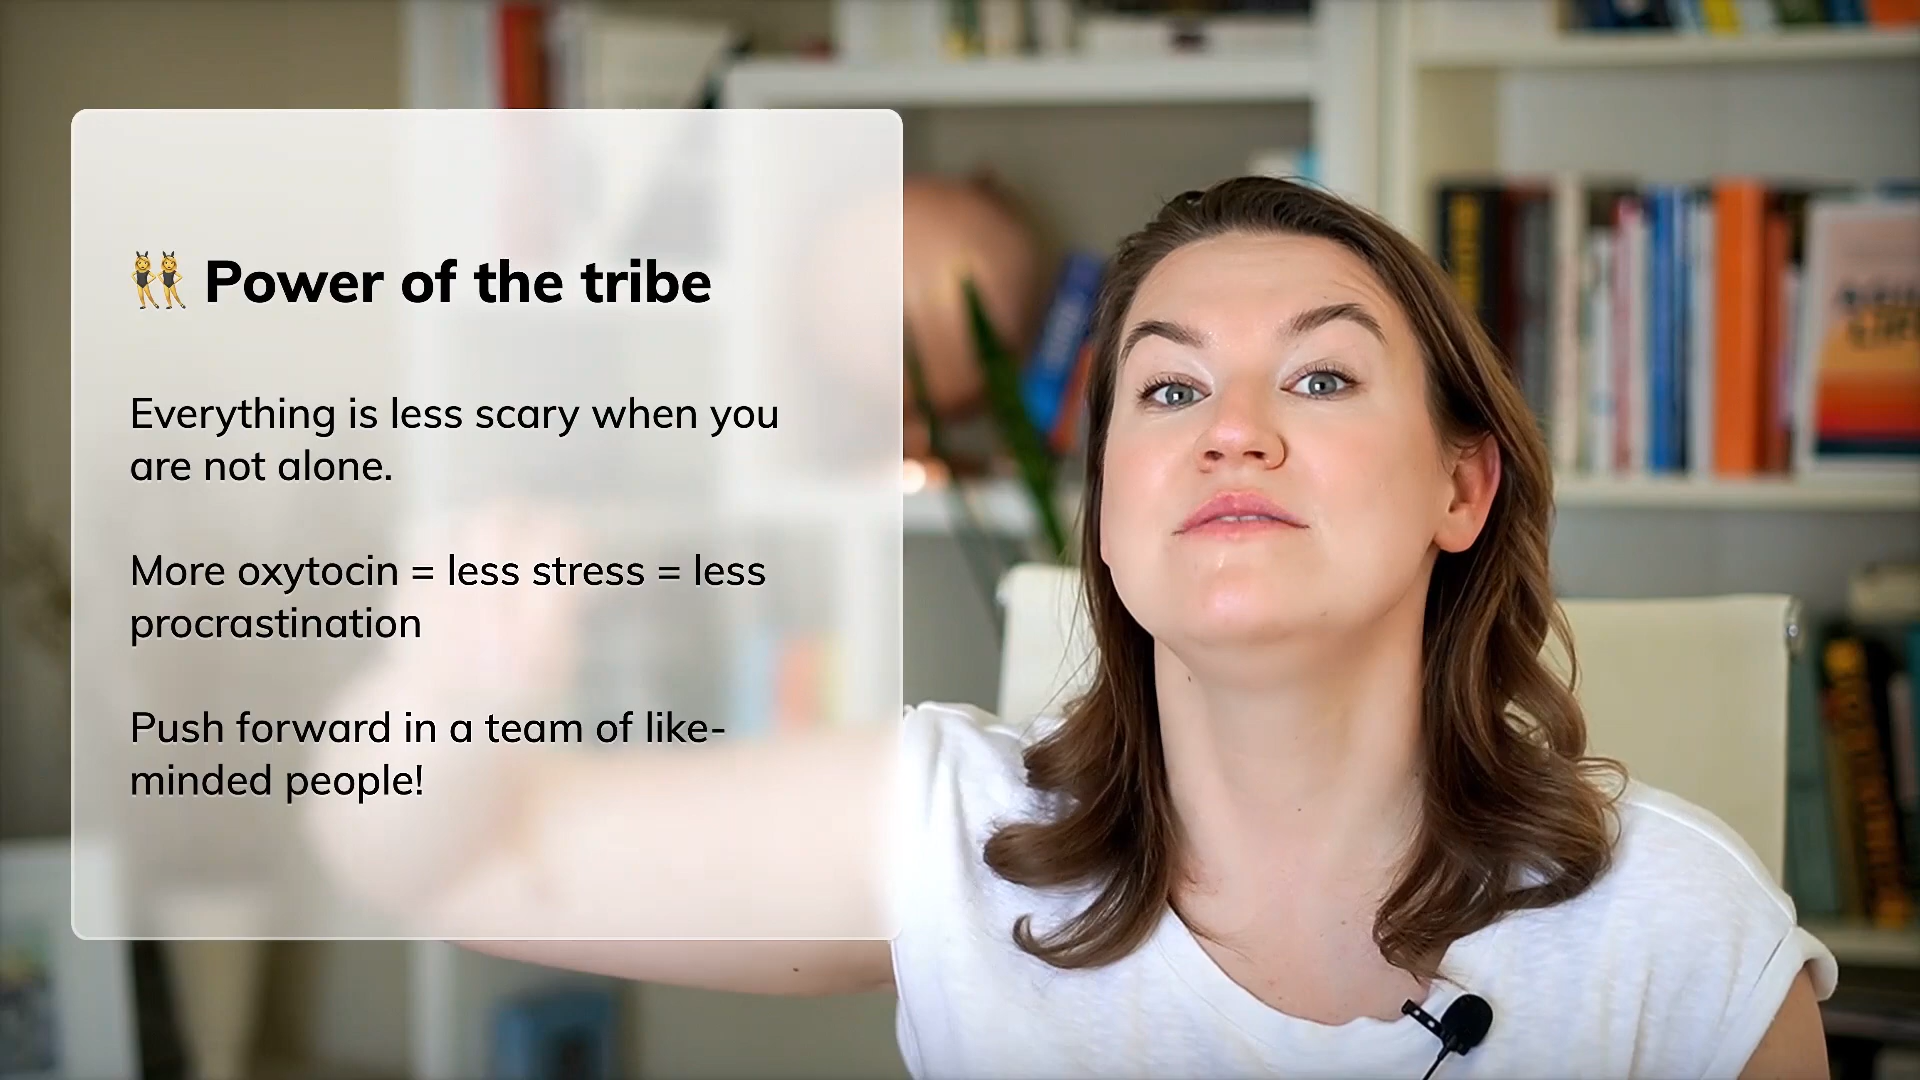 👯 Power of the tribe
Everything is less scary when you
are not alone.
More oxytocin = less stress = less
procrastination
Push forward in a team of like-
minded people!